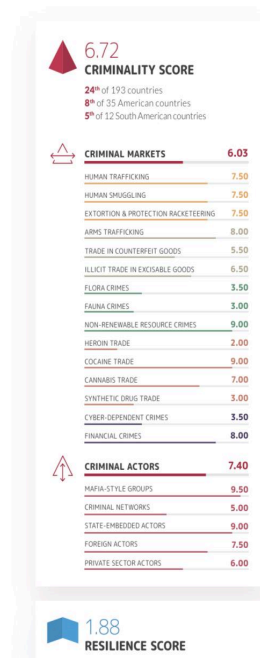 6.72
CRIMINALITY SCORE
24th of 193 countries
8th of 35 American countries
5th of 12 South American countries
CRIMINAL MARKETS 6.03
HUMAN TRAFFICKING 7.50
HUMAN SMUGGLING 7.50
EXTORTION & PROTECTION RACKETEERING 7.50
ARMS TRAFFICKING 8.00
TRADE IN COUNTERFEIT GOODS 5.50
ILLICIT TRADE IN EXCISABLE GOODS 6.50
FLORA CRIMES 3.50
FAUNA CRIMES 3.00
NON-RENEWABLE RESOURCE CRIMES 9.00
HEROIN TRADE 2.00
COCAINE TRADE 9.00
CANNABIS TRADE 7.00
SYNTHETIC DRUG TRADE 3.00
CYBER-DEPENDENT CRIMES 3.50
FINANCIAL CRIMES 8.00
CRIMINAL ACTORS 7.40
MAFIA-STYLE GROUPS 9.50
CRIMINAL NETWORKS 5.00
STATE-EMBEDDED ACTORS 9.00
FOREIGN ACTORS 7.50
PRIVATE SECTOR ACTORS 6.00
1.88
RESILIENCE SCORE